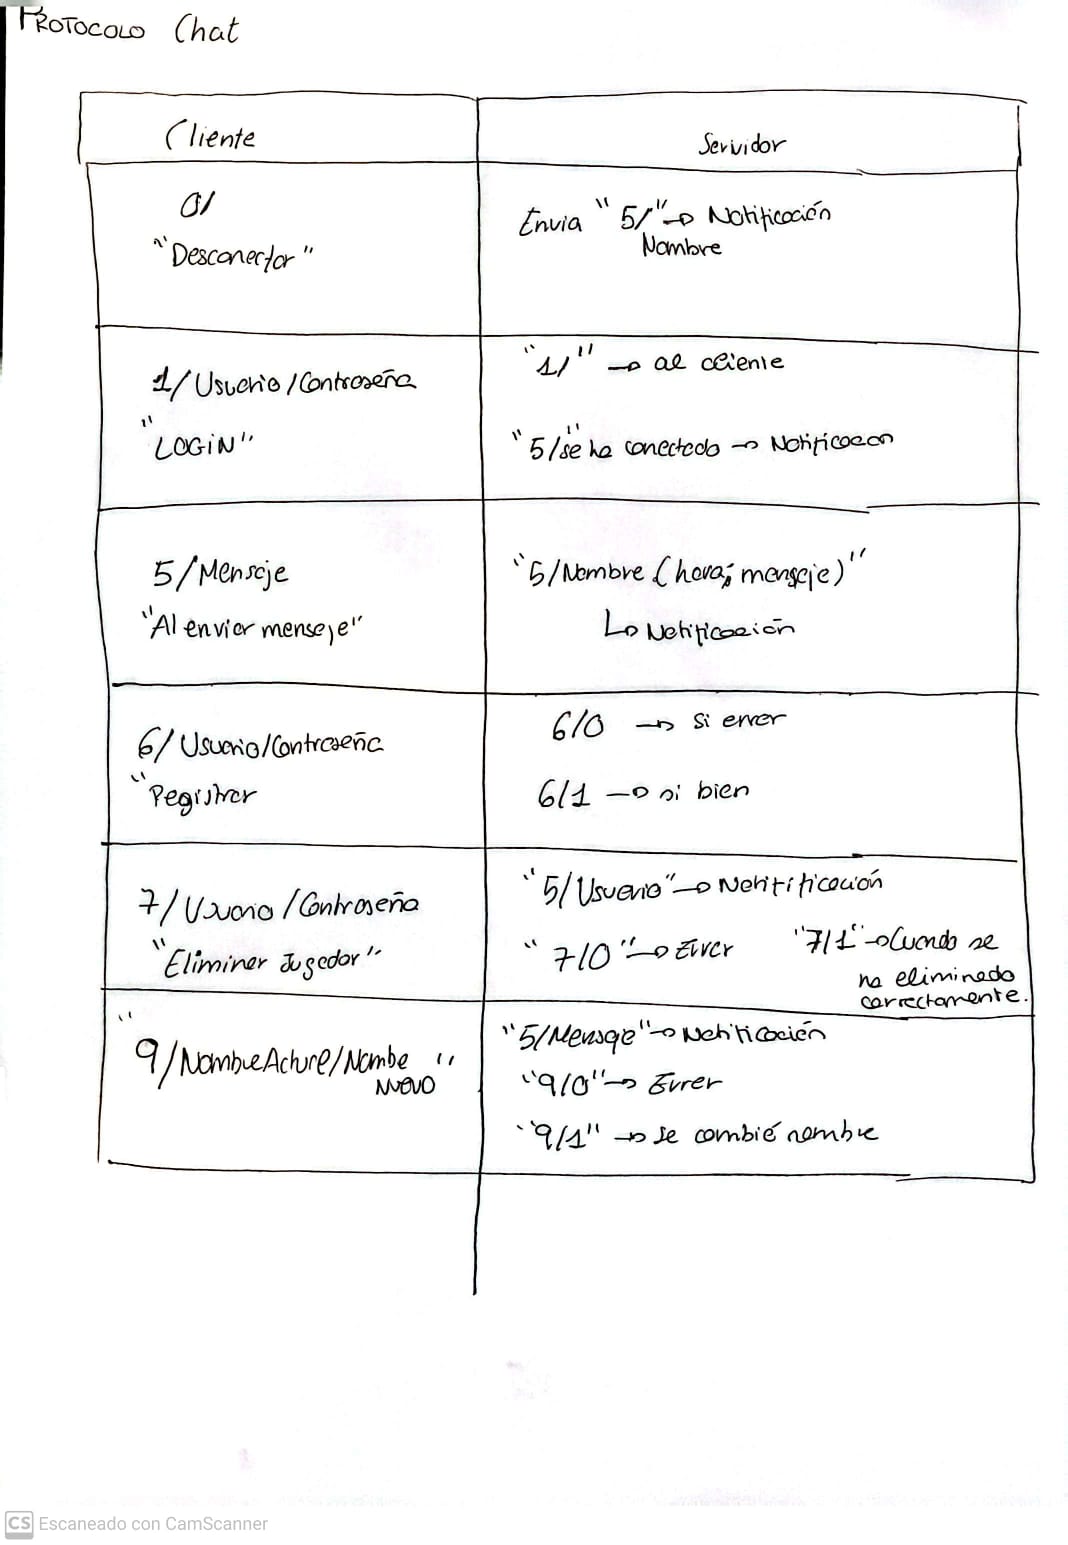 PROTOCOLO Chat
Cliente
Servidor
0/
"Desconectar"
Envia "5/" → Notificación
Nombre
1/Usuario/Contraseña
"LOGIN"
"1/" → al cliente
"5/se ha conectado → Notificacion
5/Mensaje
"Al enviar mensaje"
"5/Nombre (hora; mensaje)"
↳ Notificación
6/Usuario/Contraseña
"Registrar
6/0 → si error
6/1 → si bien
7/Usuario/Contraseña
"Eliminar Jugador"
"5/Usuario" → Notitificación
"7/0" → Error "7/1" → Cuando se
ha eliminado
correctamente.
"9/NombreActual/Nombe"
NUEVO
"5/Mensaje" → Notificación
"9/0" → Error
"9/1" → se cambié nombre
CS Escaneado con CamScanner